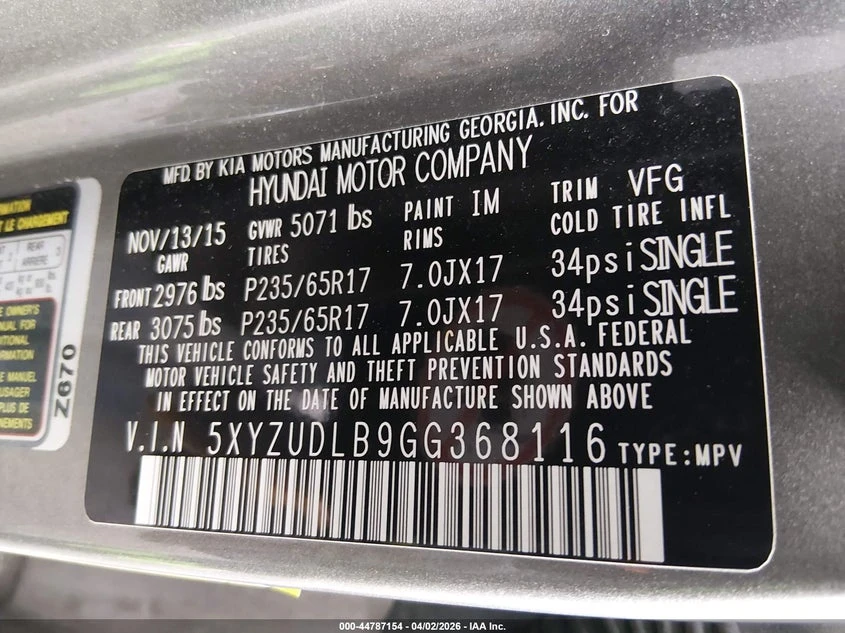 MFD. BY KIA MOTORS MANUFACTURING GEORGIA, INC. FOR
HYUNDAI MOTOR COMPANY
NOV/13/15 GVWR 5071 lbs PAINT IM TRIM VFG
GAWR TIRES RIMS COLD TIRE INFL
FRONT 2976 lbs P235/65R17 7.0JX17 34psi SINGLE
REAR 3075 lbs P235/65R17 7.0JX17 34psi SINGLE
THIS VEHICLE CONFORMS TO ALL APPLICABLE U.S.A. FEDERAL
MOTOR VEHICLE SAFETY AND THEFT PREVENTION STANDARDS
IN EFFECT ON THE DATE OF MANUFACTURE SHOWN ABOVE
V.I.N 5XYZUDLB9GG368116 TYPE:MPV
REAR
ARRIERE
Z670
000-44787154 - 04/02/2026 - IAA Inc.